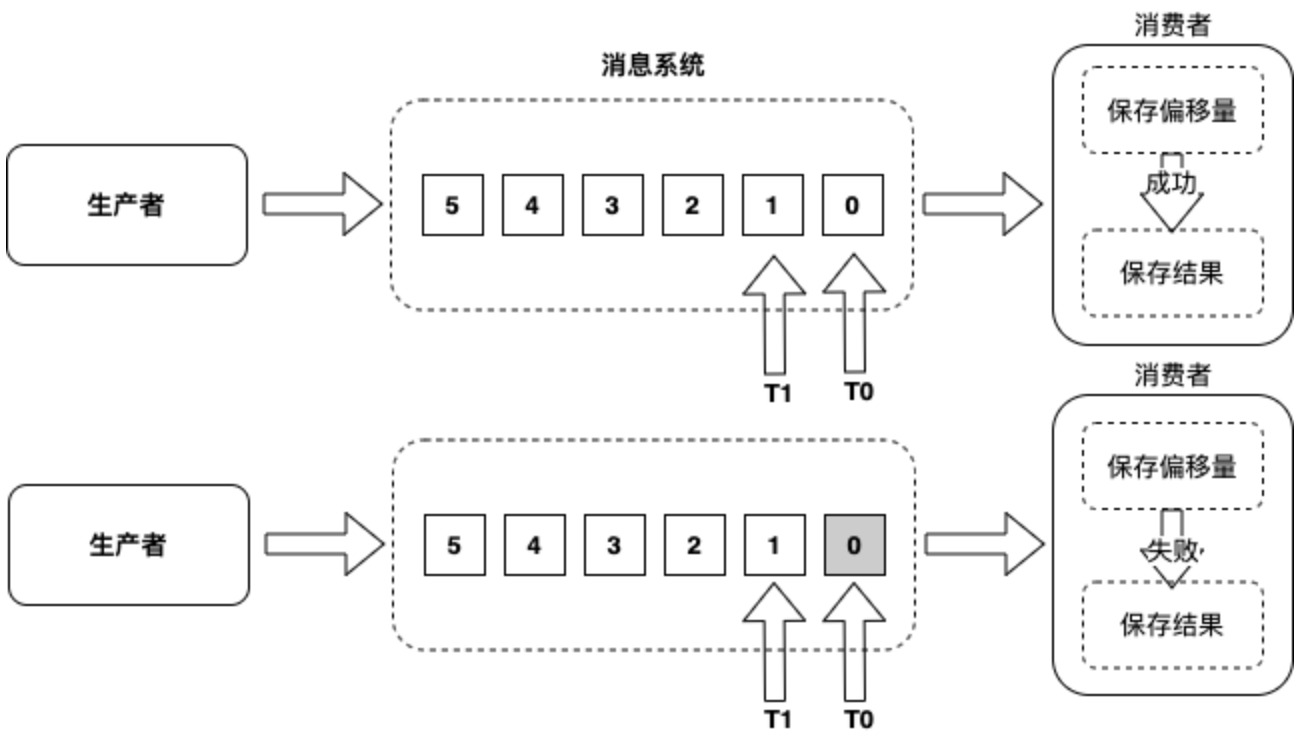 消费者
消息系统
保存偏移量
生产者
5 4 3 2 1 0
成功
保存结果
T1 T0
消费者
保存偏移量
生产者
5 4 3 2 1 0
失败
保存结果
T1 T0